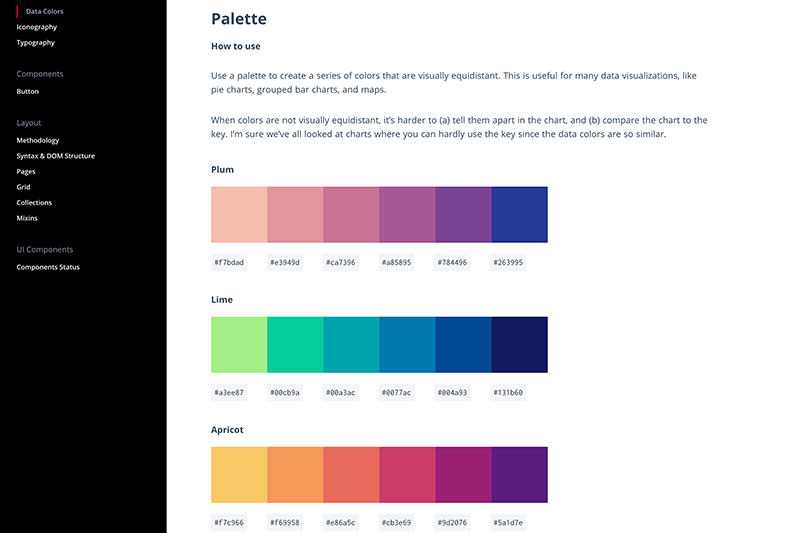 Data Colors
Iconography
Typography
Components
Button
Layout
Methodology
Syntax & DOM Structure
Pages
Grid
Collections
Mixins
UI Components
Components Status
Palette
How to use
Use a palette to create a series of colors that are visually equidistant. This is useful for many data visualizations, like
pie charts, grouped bar charts, and maps.
When colors are not visually equidistant, it’s harder to (a) tell them apart in the chart, and (b) compare the chart to the
key. I’m sure we’ve all looked at charts where you can hardly use the key since the data colors are so similar.
Plum
#f7bdad #e3949d #ca7396 #a85895 #784496 #263995
Lime
#a3ee87 #00cb9a #00a3ac #0077ac #004a93 #131b60
Apricot
#f7c966 #f69958 #e86a5c #cb3e69 #9d2076 #5a1d7e